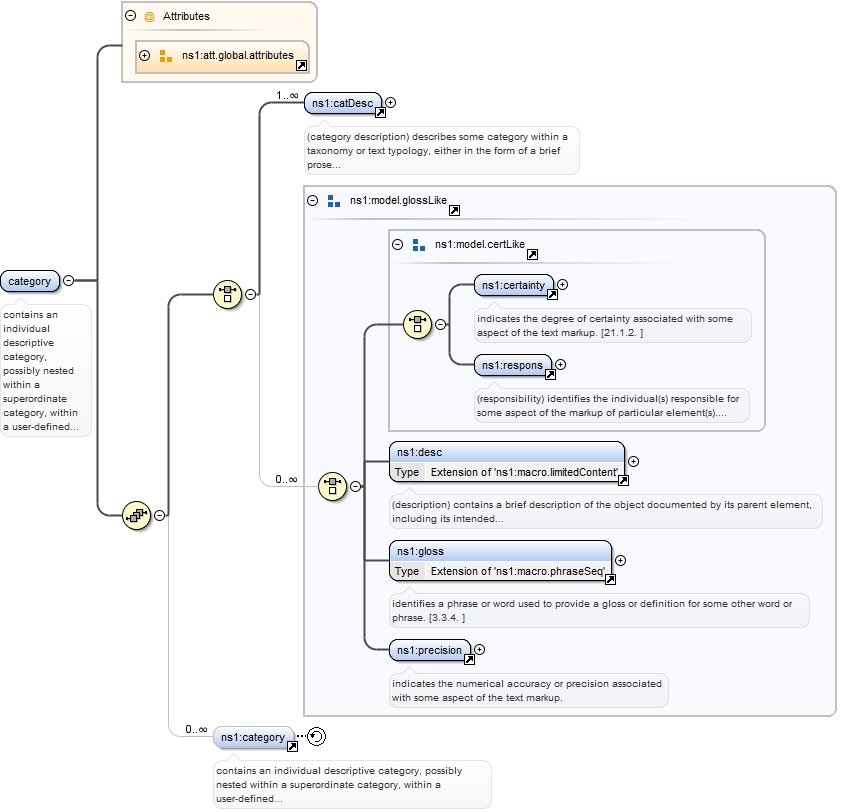 @ Attributes
ns1:att.global.attributes
1..∞
ns1:catDesc
(category description) describes some category within a
taxonomy or text typology, either in the form of a brief
prose...
ns1:model.glossLike
ns1:model.certLike
ns1:certainty
indicates the degree of certainty associated with some
aspect of the text markup. [21.1.2. ]
ns1:respons
(responsibility) identifies the individual(s) responsible for
some aspect of the markup of particular element(s)....
category
contains an
individual
descriptive
category,
possibly nested
within a
superordinate
category, within
a user-defined...
0..∞
ns1:desc
Type Extension of 'ns1:macro.limitedContent'
(description) contains a brief description of the object documented by its parent element,
including its intended...
ns1:gloss
Type Extension of 'ns1:macro.phraseSeq'
identifies a phrase or word used to provide a gloss or definition for some other word or
phrase. [3.3.4. ]
ns1:precision
indicates the numerical accuracy or precision associated
with some aspect of the text markup.
0..∞
ns1:category
contains an individual descriptive category, possibly
nested within a superordinate category, within a
user-defined...